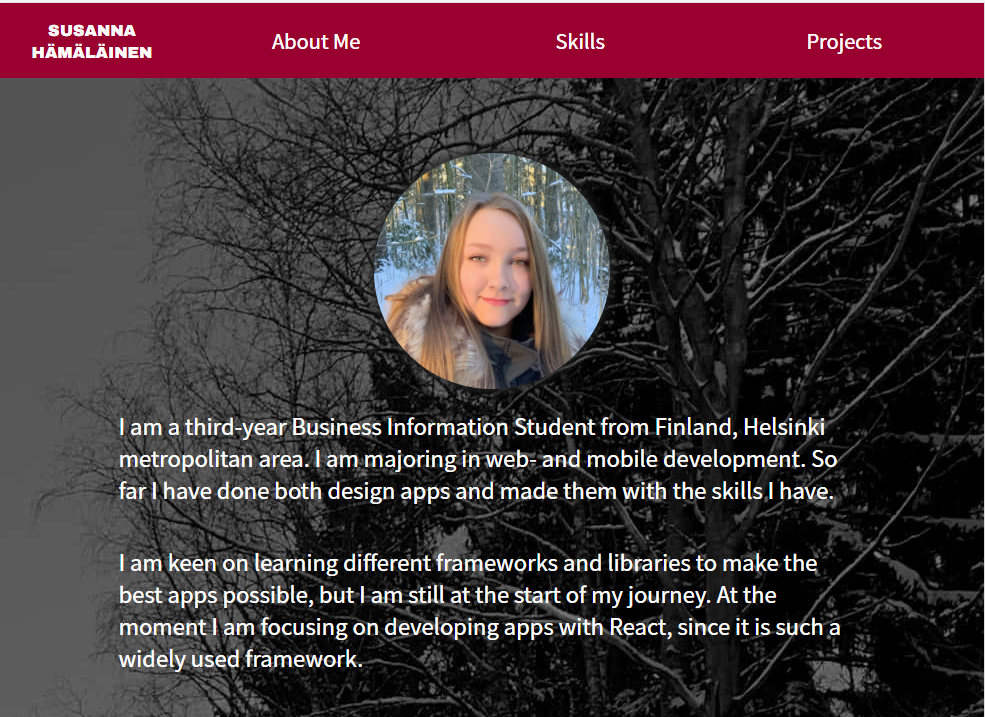 SUSANNA
HÄMÄLÄINEN
About Me
Skills
Projects
I am a third-year Business Information Student from Finland, Helsinki
metropolitan area. I am majoring in web- and mobile development. So
far I have done both design apps and made them with the skills I have.
I am keen on learning different frameworks and libraries to make the
best apps possible, but I am still at the start of my journey. At the
moment I am focusing on developing apps with React, since it is such a
widely used framework.